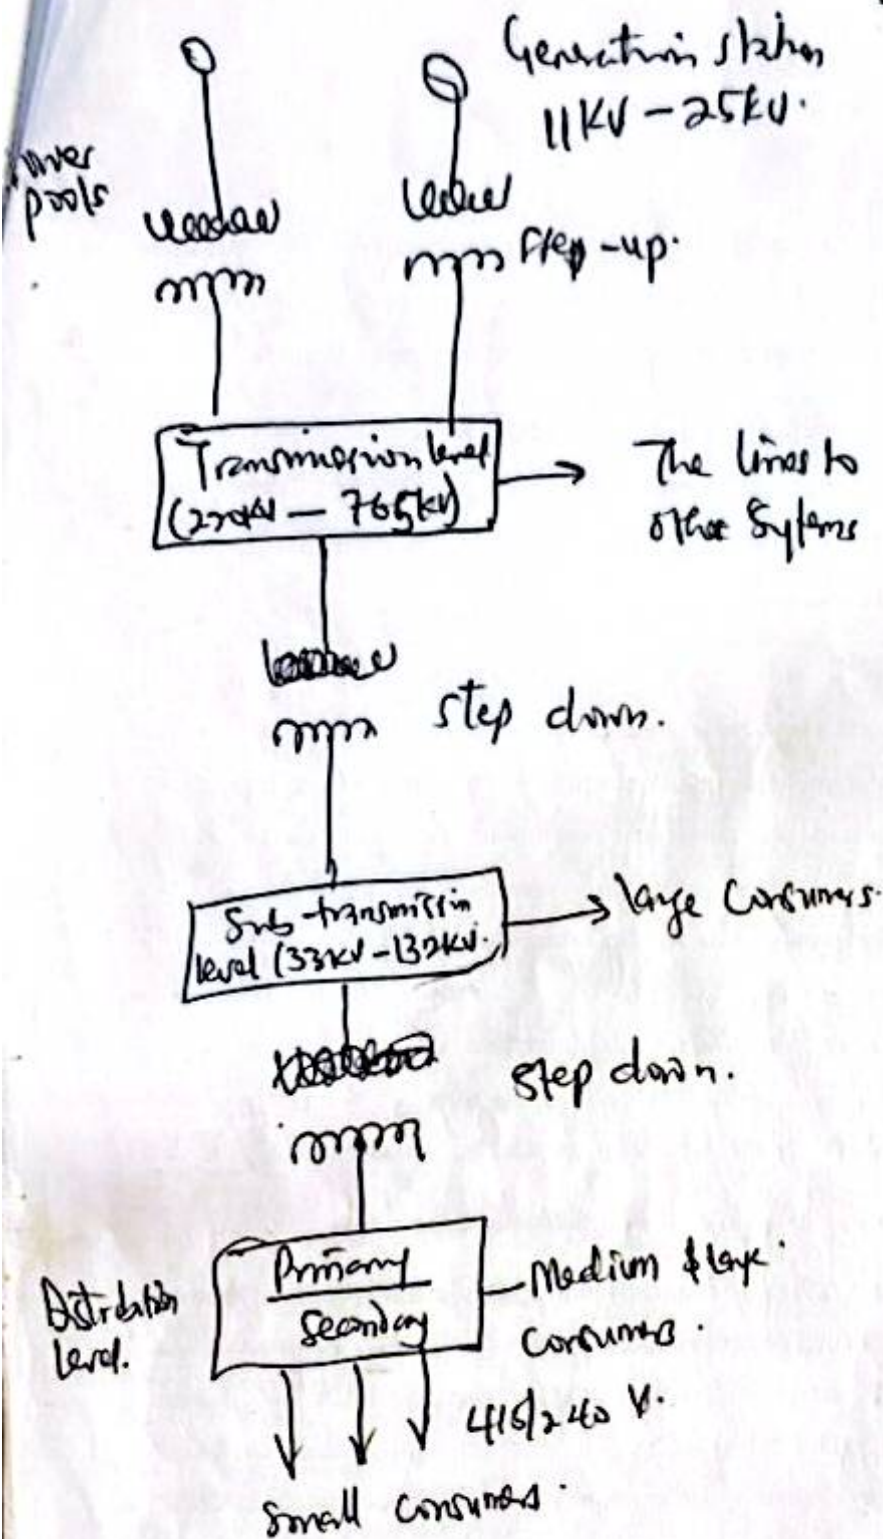 Generation station
11KV - 25KV.
pools
step-up.
Transmission level
(220KV - 765KV)
The lines to
other Systems
step down.
Sub-transmission
level (33KV - 132KV.)
large consumers.
step down.
Primary
Secondary
Distribution
level.
Medium & large.
consumers.
415/240 V.
Small consumers.